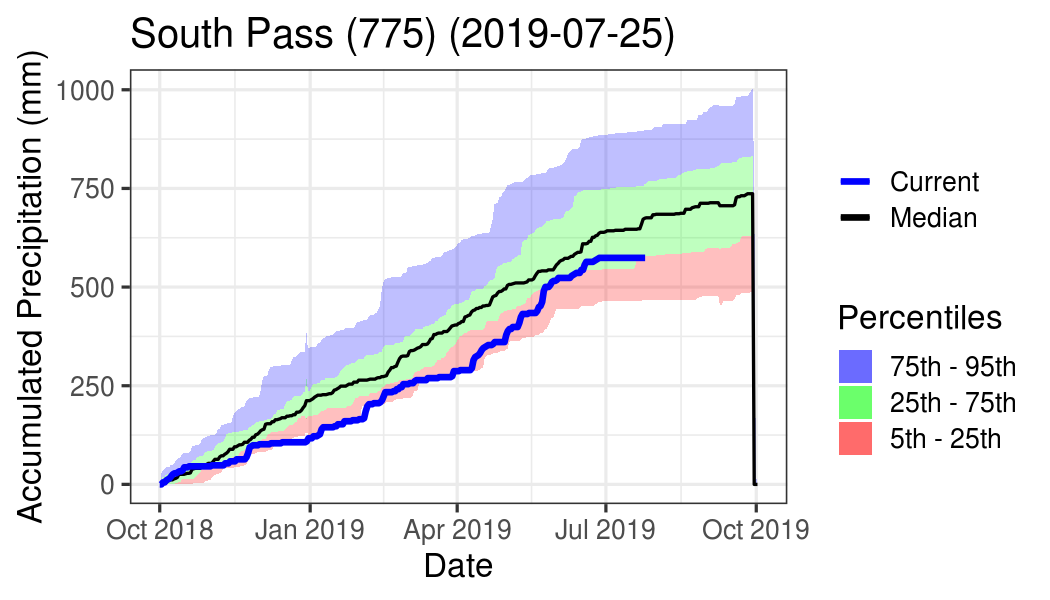 South Pass (775) (2019-07-25)
Accumulated Precipitation (mm)
1000
750
500
250
0
Oct 2018
Jan 2019
Apr 2019
Jul 2019
Oct 2019
Date
Current
Median
Percentiles
75th - 95th
25th - 75th
5th - 25th